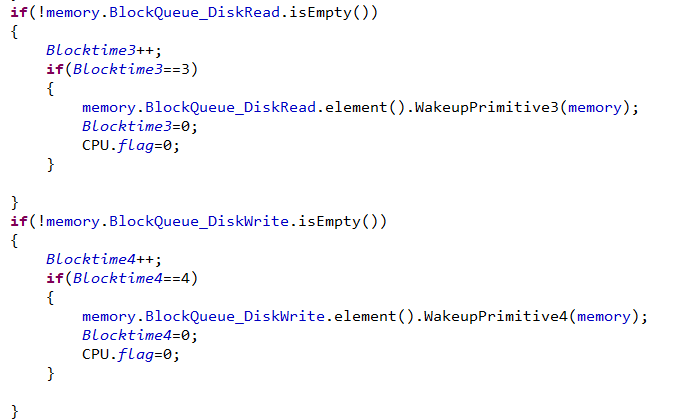 if(!memory.BlockQueue_DiskRead.isEmpty())
{
    Blocktime3++;
    if(Blocktime3==3)
    {
        memory.BlockQueue_DiskRead.element().WakeupPrimitive3(memory);
        Blocktime3=0;
        CPU.flag=0;
    }

}
if(!memory.BlockQueue_DiskWrite.isEmpty())
{
    Blocktime4++;
    if(Blocktime4==4)
    {
        memory.BlockQueue_DiskWrite.element().WakeupPrimitive4(memory);
        Blocktime4=0;
        CPU.flag=0;
    }

}